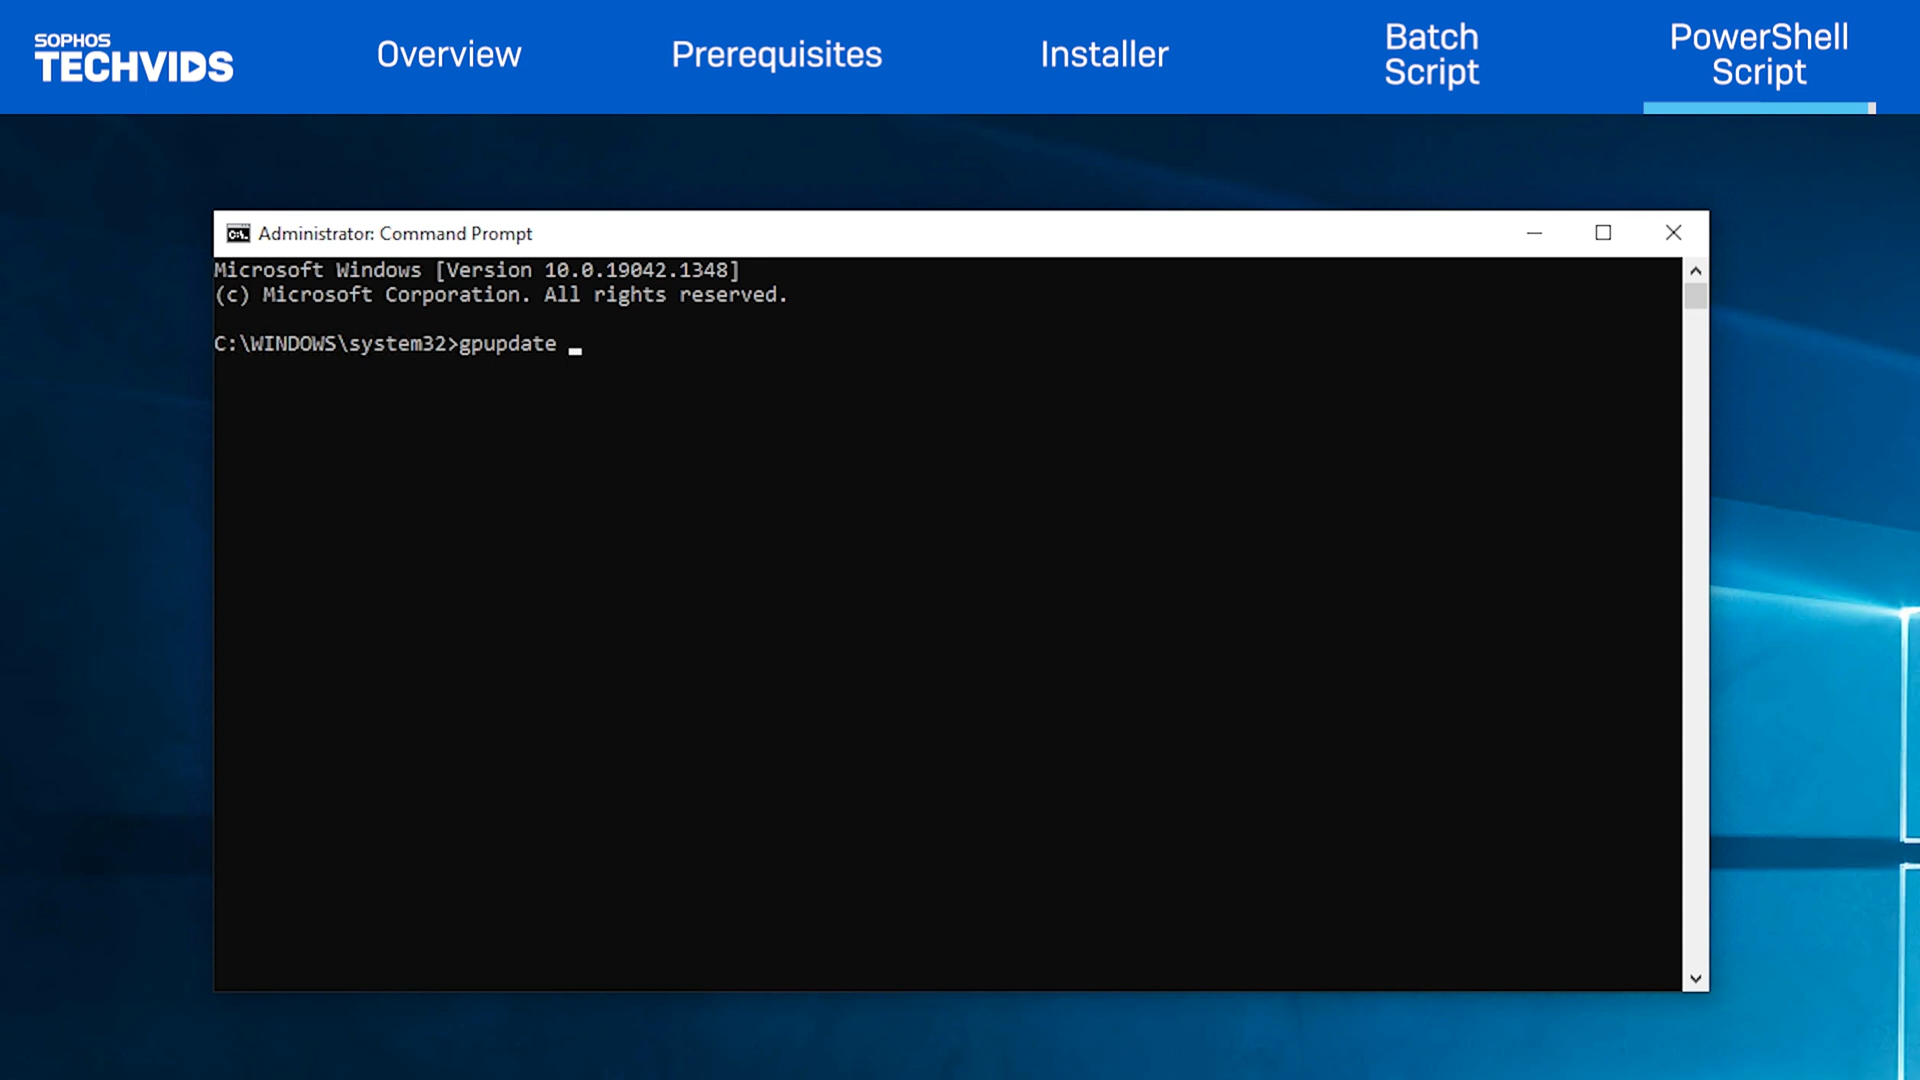 SOPHOS
TECHVIDS
Overview
Prerequisites
Installer
Batch
Script
PowerShell
Script
C:\.
Administrator: Command Prompt
Microsoft Windows [Version 10.0.19042.1348]
(c) Microsoft Corporation. All rights reserved.
C:\WINDOWS\system32>gpupdate